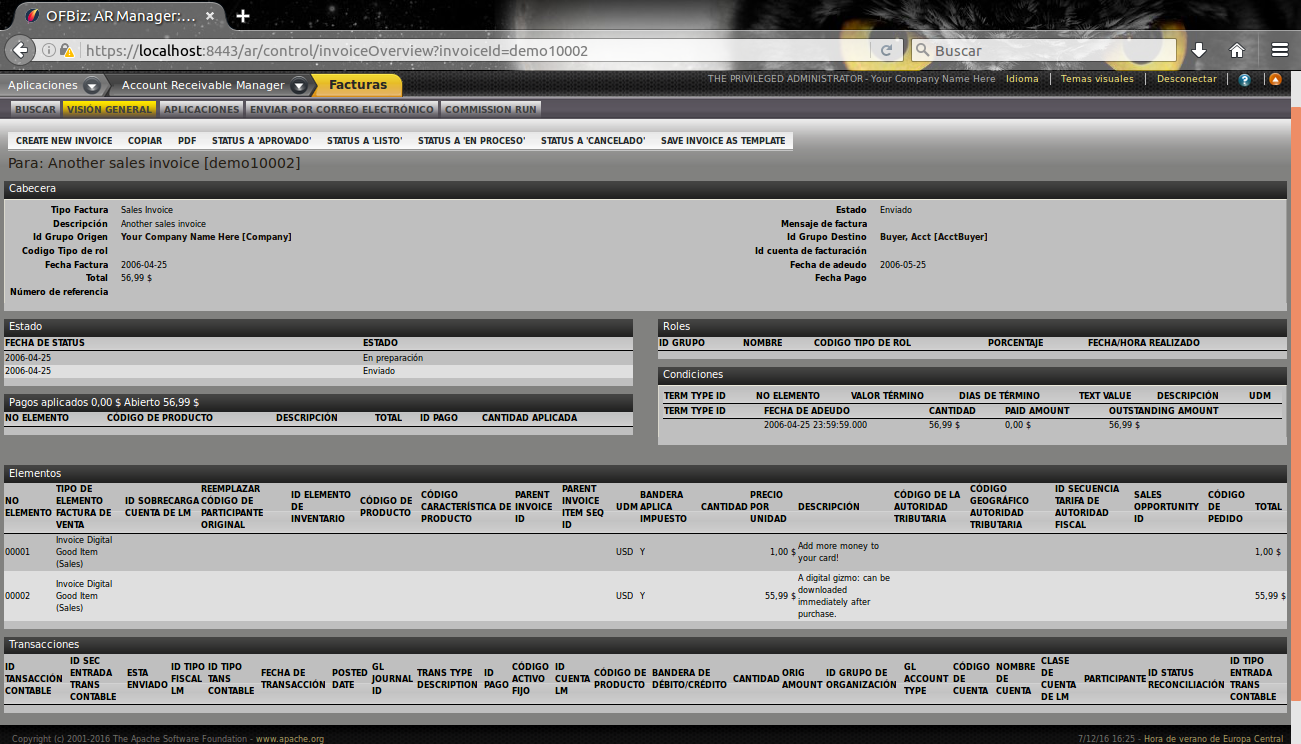 OFBiz: AR Manager:... × +
https://localhost:8443/ar/control/invoiceOverview?invoiceId=demo10002 Buscar
Aplicaciones Account Receivable Manager Facturas THE PRIVILEGED ADMINISTRATOR - Your Company Name Here Idioma Temas visuales Desconectar ?
BUSCAR VISIÓN GENERAL APLICACIONES ENVIAR POR CORREO ELECTRÓNICO COMMISSION RUN
CREATE NEW INVOICE COPIAR PDF STATUS A 'APROVADO' STATUS A 'LISTO' STATUS A 'EN PROCESO' STATUS A 'CANCELADO' SAVE INVOICE AS TEMPLATE
Para: Another sales invoice [demo10002]
Cabecera
Tipo Factura Sales Invoice Estado Enviado
Descripción Another sales invoice Mensaje de factura
Id Grupo Origen Your Company Name Here [Company] Id Grupo Destino Buyer, Acct [AcctBuyer]
Codigo Tipo de rol Id cuenta de facturación
Fecha Factura 2006-04-25 Fecha de adeudo 2006-05-25
Total 56,99 $ Fecha Pago
Número de referencia
Estado
FECHA DE STATUS ESTADO
2006-04-25 En preparación
2006-04-25 Enviado
Pagos aplicados 0,00 $ Abierto 56,99 $
NO ELEMENTO CÓDIGO DE PRODUCTO DESCRIPCIÓN TOTAL ID PAGO CANTIDAD APLICADA
Roles
ID GRUPO NOMBRE CODIGO TIPO DE ROL PORCENTAJE FECHA/HORA REALIZADO
Condiciones
TERM TYPE ID NO ELEMENTO VALOR TÉRMINO DIAS DE TÉRMINO TEXT VALUE DESCRIPCIÓN UDM
TERM TYPE ID FECHA DE ADEUDO CANTIDAD PAID AMOUNT OUTSTANDING AMOUNT
2006-04-25 23:59:59.000 56,99 $ 0,00 $ 56,99 $
Elementos
NO
ELEMENTO
TIPO DE
ELEMENTO
FACTURA DE
VENTA
ID SOBRECARGA
CUENTA DE LM
REEMPLAZAR
CÓDIGO DE
PARTICIPANTE
ORIGINAL
ID ELEMENTO
DE
INVENTARIO
CÓDIGO DE
PRODUCTO
CÓDIGO
CARACTERÍSTICA DE
PRODUCTO
PARENT
INVOICE
ID
PARENT
INVOICE
ITEM SEQ
ID
UDM
BANDERA
APLICA
IMPUESTO
CANTIDAD
PRECIO
POR
UNIDAD
DESCRIPCIÓN
CÓDIGO DE LA
AUTORIDAD
TRIBUTARIA
CÓDIGO
GEOGRÁFICO
AUTORIDAD
TRIBUTARIA
ID SECUENCIA
TARIFA DE
AUTORIDAD
FISCAL
SALES
OPPORTUNITY
ID
CÓDIGO
DE
PEDIDO
TOTAL
00001
Invoice Digital
Good Item
(Sales)
USD Y 1,00 $
Add more money to
your card!
1,00 $
00002
Invoice Digital
Good Item
(Sales)
USD Y 55,99 $
A digital gizmo: can be
downloaded
immediately after
purchase.
55,99 $
Transacciones
ID
TANSACCIÓN
CONTABLE
ID SEC
ENTRADA
TRANS
CONTABLE
ESTA
ENVIADO
ID TIPO
FISCAL
LM
ID TIPO
TANS
CONTABLE
FECHA DE
TRANSACCIÓN
POSTED
DATE
GL
JOURNAL
ID
TRANS TYPE
DESCRIPTION
ID
PAGO
CÓDIGO
ACTIVO
FIJO
ID
CUENTA
LM
CÓDIGO DE
PRODUCTO
BANDERA DE
DÉBITO/CRÉDITO
CANTIDAD
ORIG
AMOUNT
ID GRUPO DE
ORGANIZACIÓN
GL
ACCOUNT
TYPE
CÓDIGO
DE
CUENTA
NOMBRE
DE
CUENTA
CLASE
DE
CUENTA
DE LM
PARTICIPANTE
ID STATUS
RECONCILIACIÓN
ID TIPO
ENTRADA
TRANS
CONTABLE
Copyright (c) 2001-2016 The Apache Software Foundation - www.apache.org 7/12/16 16:25 - Hora de verano de Europa Central